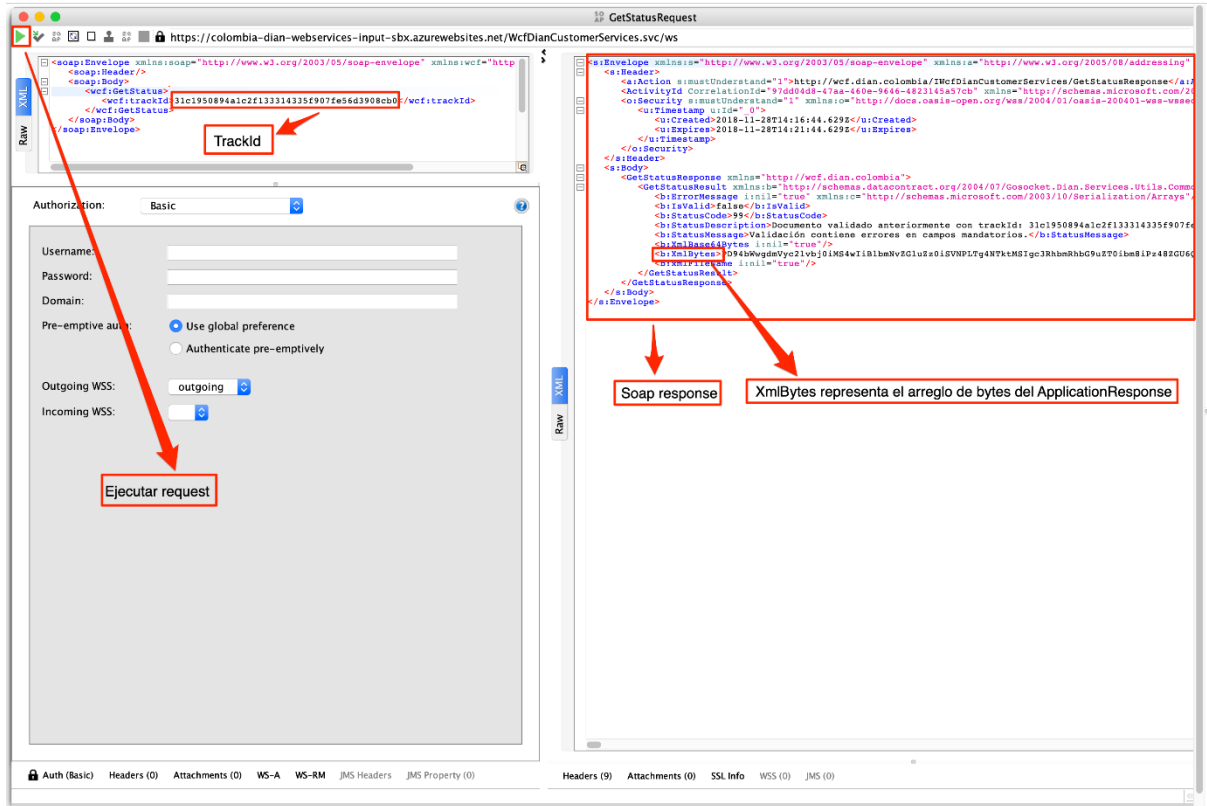 GetStatusRequest
https://colombia-dian-webservices-input-sbx.azurewebsites.net/WcfDianCustomerServices.svc/ws
XML
Raw
<soap:Envelope xmlns:soap="http://www.w3.org/2003/05/soap-envelope" xmlns:wcf="http
<soap:Header/>
<soap:Body>
<wcf:GetStatus>
<wcf:trackId>31c1950894a1c2f133314335f907fe56d3908cb0</wcf:trackId>
</wcf:GetStatus>
</soap:Body>
</soap:Envelope>
TrackId
Authorization: Basic
Username:
Password:
Domain:
Pre-emptive auth: Use global preference
Authenticate pre-emptively
Outgoing WSS: outgoing
Incoming WSS:
Ejecutar request
Auth (Basic) Headers (0) Attachments (0) WS-A WS-RM JMS Headers JMS Property (0)
XML
Raw
<s:Envelope xmlns:s="http://www.w3.org/2003/05/soap-envelope" xmlns:a="http://www.w3.org/2005/08/addressing"
<s:Header>
<a:Action s:mustUnderstand="1">http://wcf.dian.colombia/IWcfDianCustomerServices/GetStatusResponse</a:A
<ActivityId CorrelationId="97dd04d8-47aa-460e-9646-4823145a57cb" xmlns="http://schemas.microsoft.com/20
<o:Security s:mustUnderstand="1" xmlns:o="http://docs.oasis-open.org/wss/2004/01/oasis-200401-wss-wssec
<u:Timestamp u:Id="_0">
<u:Created>2018-11-28T14:16:44.629Z</u:Created>
<u:Expires>2018-11-28T14:21:44.629Z</u:Expires>
</u:Timestamp>
</o:Security>
</s:Header>
<s:Body>
<GetStatusResponse xmlns="http://wcf.dian.colombia">
<GetStatusResult xmlns:b="http://schemas.datacontract.org/2004/07/Gosocket.Dian.Services.Utils.Commo
<b:ErrorMessage i:nil="true" xmlns:c="http://schemas.microsoft.com/2003/10/Serialization/Arrays"/
<b:IsValid>false</b:IsValid>
<b:StatusCode>99</b:StatusCode>
<b:StatusDescription>Documento validado anteriormente con trackId: 31c1950894a1c2f133314335f907fe
<b:StatusMessage>Validación contiene errores en campos mandatorios.</b:StatusMessage>
<b:XmlBase64Bytes i:nil="true"/>
<b:XmlBytes>
<b:XmlFileName i:nil="true"/>
</GetStatusResult>
</GetStatusResponse>
</s:Body>
</s:Envelope>
Soap response
XmlBytes representa el arreglo de bytes del ApplicationResponse
Headers (9) Attachments (0) SSL Info WSS (0) JMS (0)